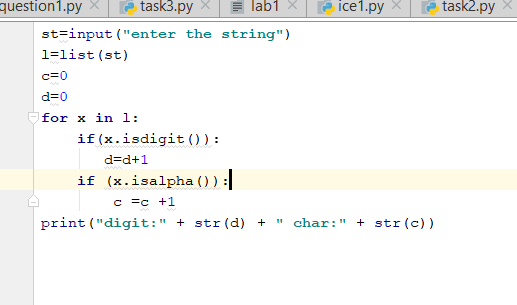 question1.py × task3.py × lab1 × ice1.py × task2.py ×
st=input("enter the string")
l=list(st)
c=0
d=0
for x in l:
    if(x.isdigit()):
        d=d+1
    if (x.isalpha()):
         c =c +1
print("digit:" + str(d) + " char:" + str(c))